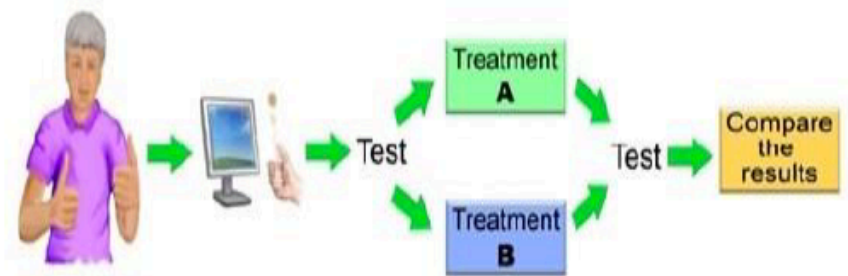 Treatment
A
Test
Treatment
B
Test
Compare
the
results